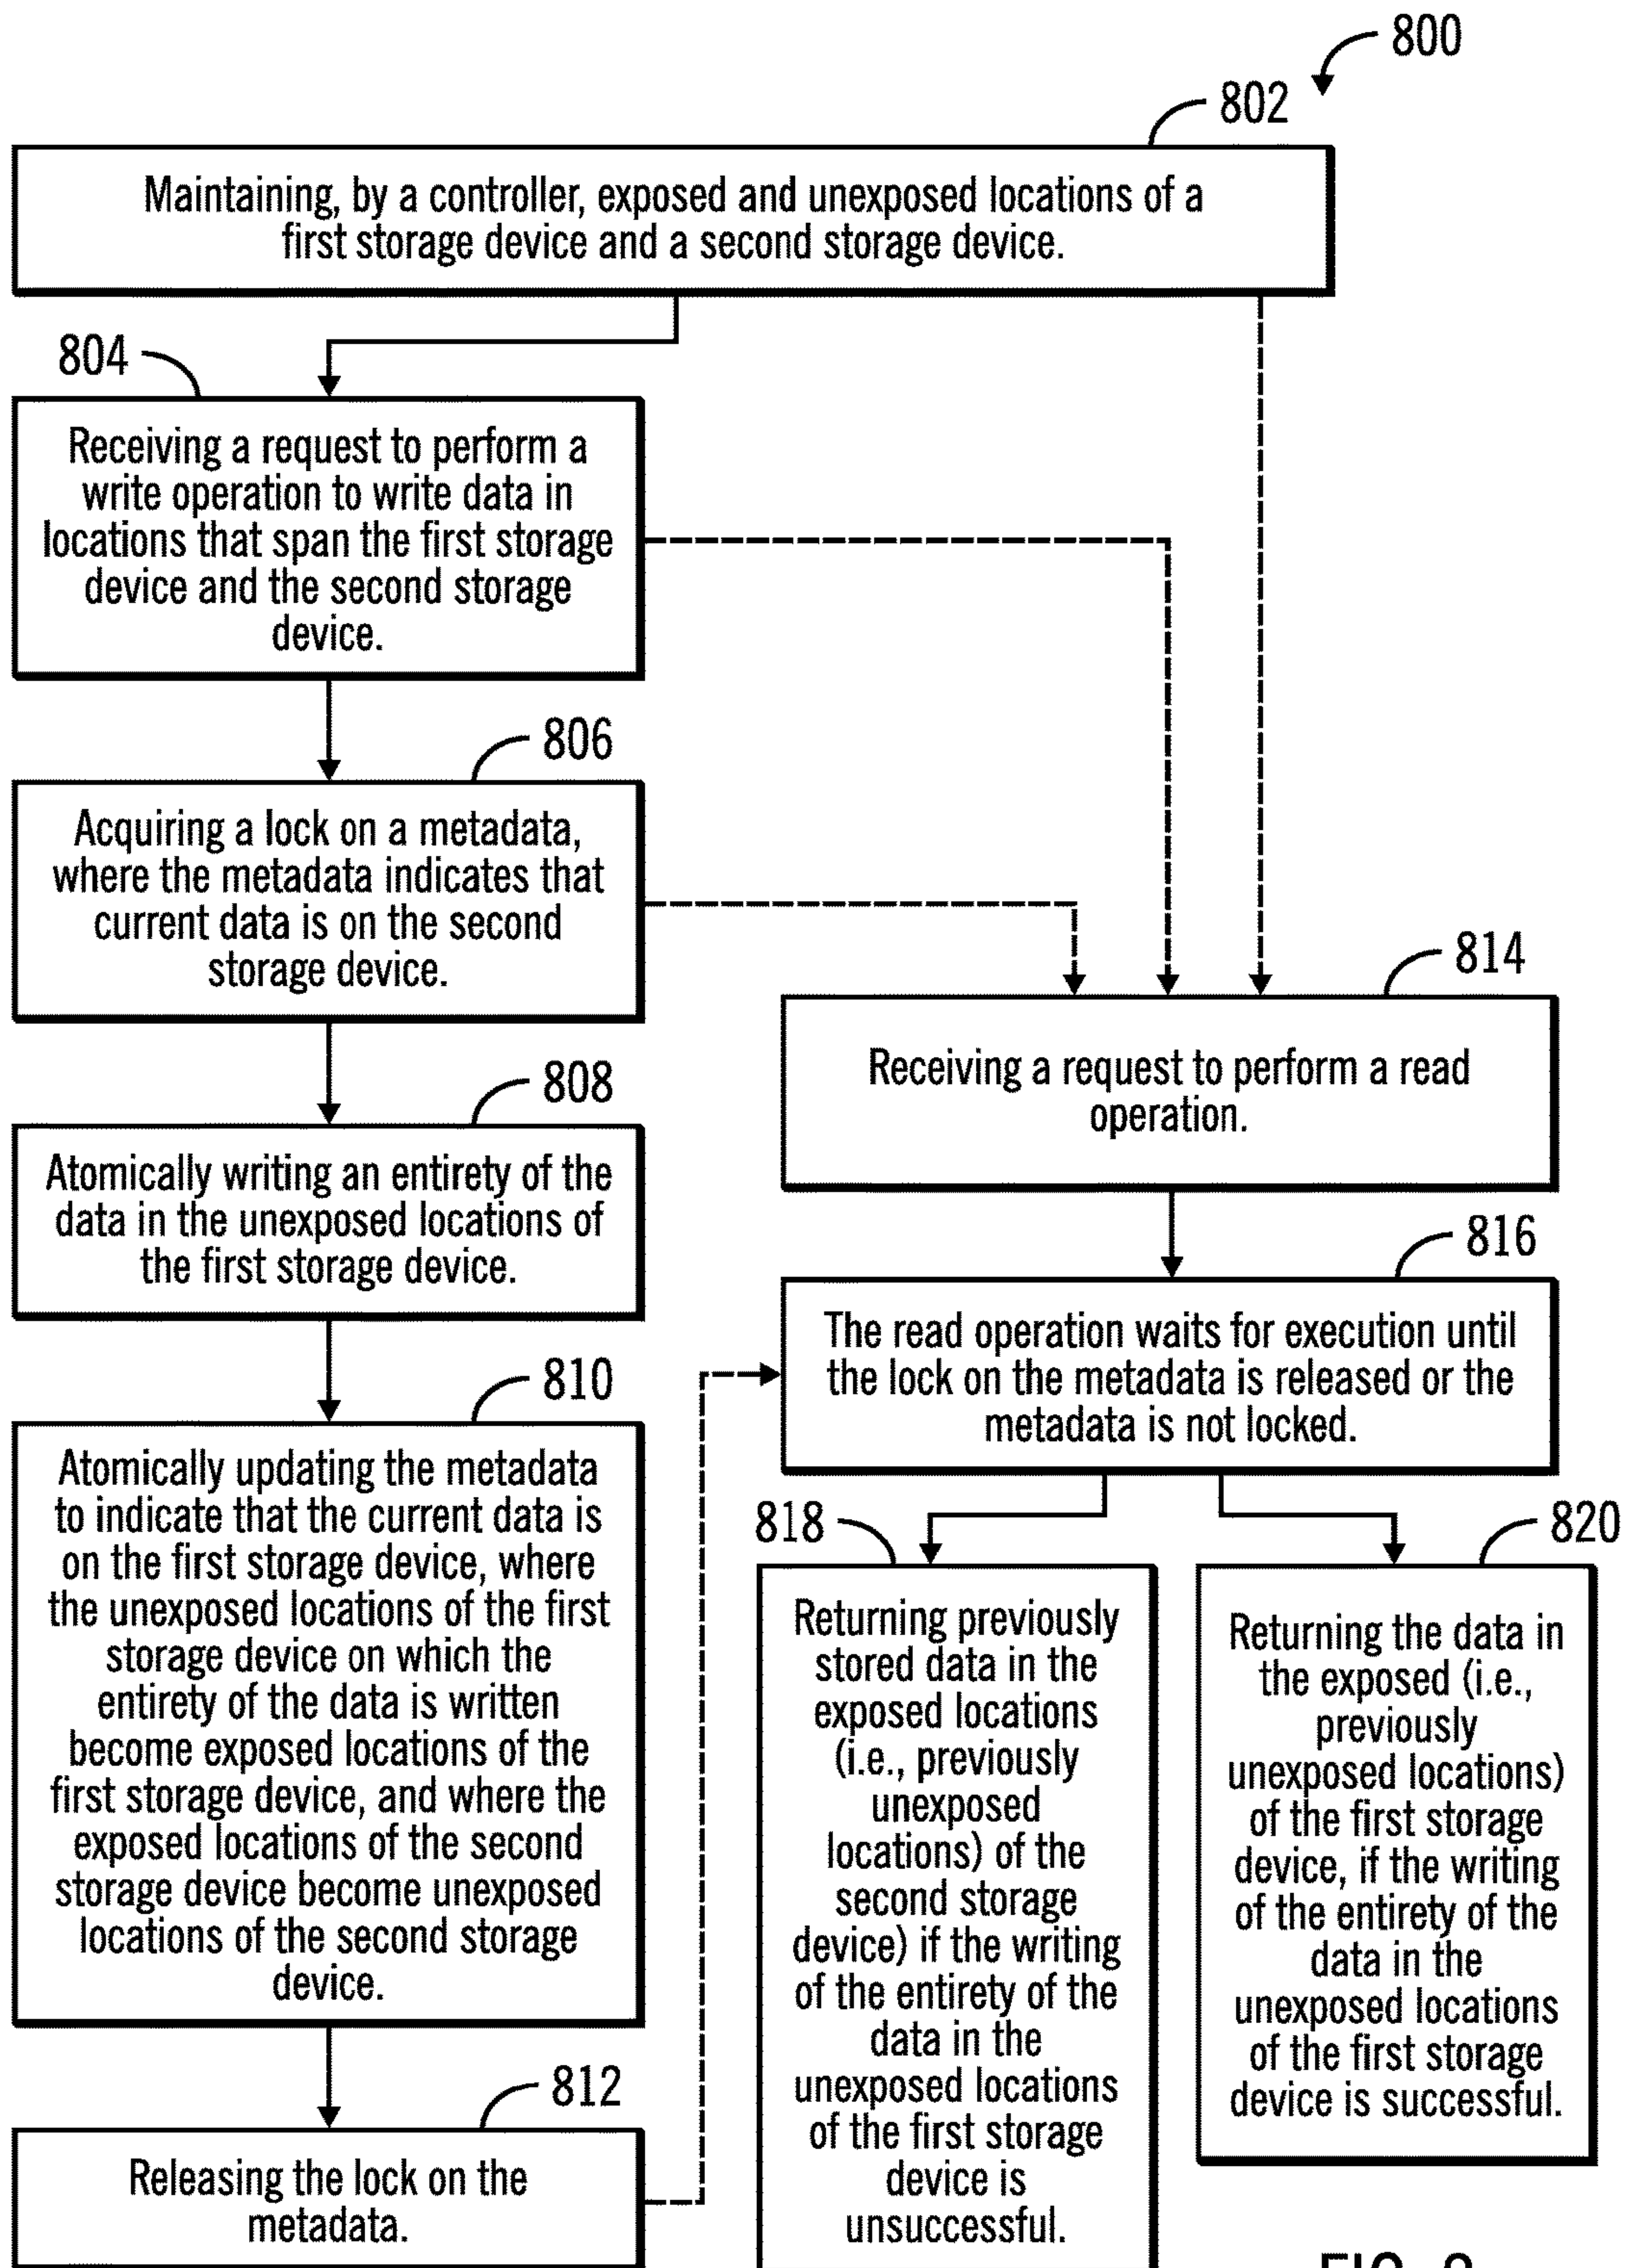 800
802
Maintaining, by a controller, exposed and unexposed locations of a
first storage device and a second storage device.
804
Receiving a request to perform a
write operation to write data in
locations that span the first storage
device and the second storage
device.
806
Acquiring a lock on a metadata,
where the metadata indicates that
current data is on the second
storage device.
808
Atomically writing an entirety of the
data in the unexposed locations of
the first storage device.
810
Atomically updating the metadata
to indicate that the current data is
on the first storage device, where
the unexposed locations of the first
storage device on which the
entirety of the data is written
become exposed locations of the
first storage device, and where the
exposed locations of the second
storage device become unexposed
locations of the second storage
device.
812
Releasing the lock on the
metadata.
814
Receiving a request to perform a read
operation.
816
The read operation waits for execution until
the lock on the metadata is released or the
metadata is not locked.
818
Returning previously
stored data in the
exposed locations
(i.e., previously
unexposed
locations) of the
second storage
device) if the writing
of the entirety of the
data in the
unexposed locations
of the first storage
device is
unsuccessful.
820
Returning the data in
the exposed (i.e.,
previously
unexposed locations)
of the first storage
device, if the writing
of the entirety of the
data in the
unexposed locations
of the first storage
device is successful.
FIG.